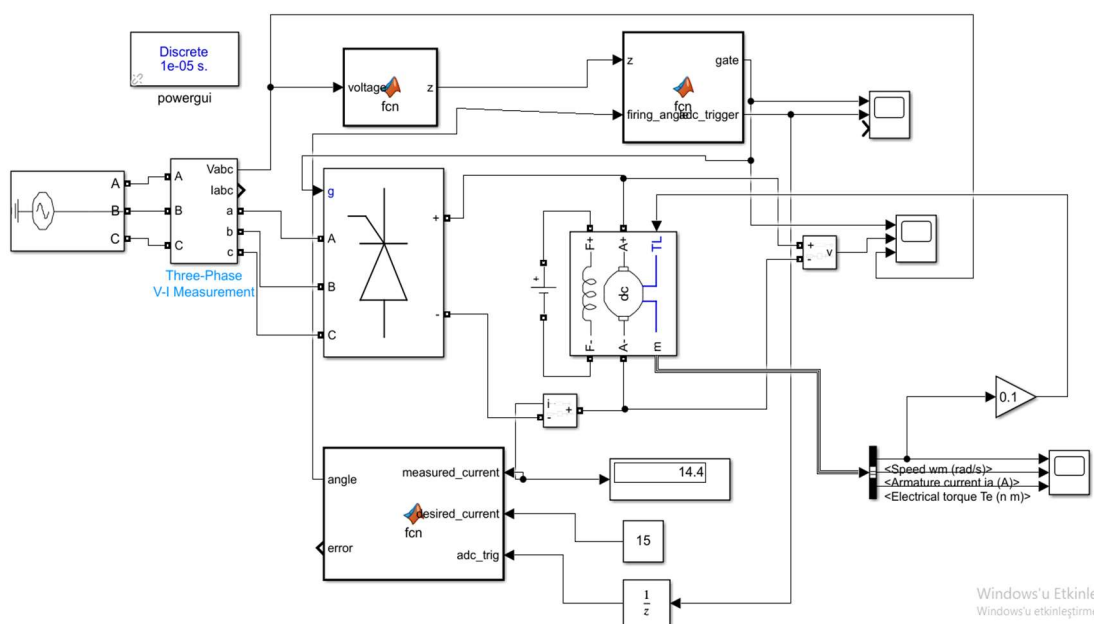 Discrete
1e-05 s.
powergui
voltage
z
fcn
z
gate
firing_angle
adc_trigger
fcn
A
B
C
A
B
C
Vabc
Iabc
a
b
c
Three-Phase
V-I Measurement
g
A
B
C
+
-
+
F+
A+
TL
dc
F-
A-
m
+
-
v
i
-
+
0.1
<Speed wm (rad/s)>
<Armature current ia (A)>
<Electrical torque Te (n m)>
measured_current
angle
desired_current
fcn
error
adc_trig
14.4
15
1
z
Windows'u Etkinle
Windows'u etkinleştirme